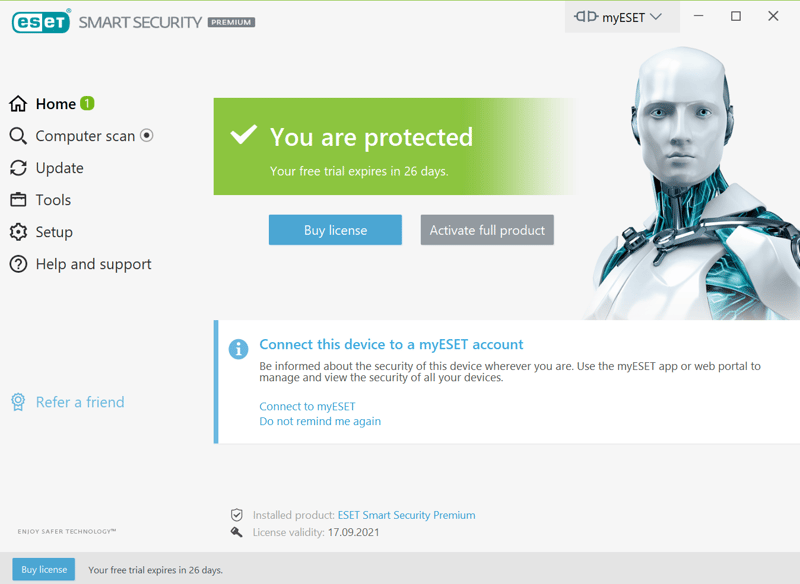 eset SMART SECURITY PREMIUM
myESET
Home 1
Computer scan
Update
Tools
Setup
Help and support
Refer a friend
ENJOY SAFER TECHNOLOGY™
You are protected
Your free trial expires in 26 days.
Buy license
Activate full product
Connect this device to a myESET account
Be informed about the security of this device wherever you are. Use the myESET app or web portal to
manage and view the security of all your devices.
Connect to myESET
Do not remind me again
Installed product: ESET Smart Security Premium
License validity: 17.09.2021
Buy license
Your free trial expires in 26 days.